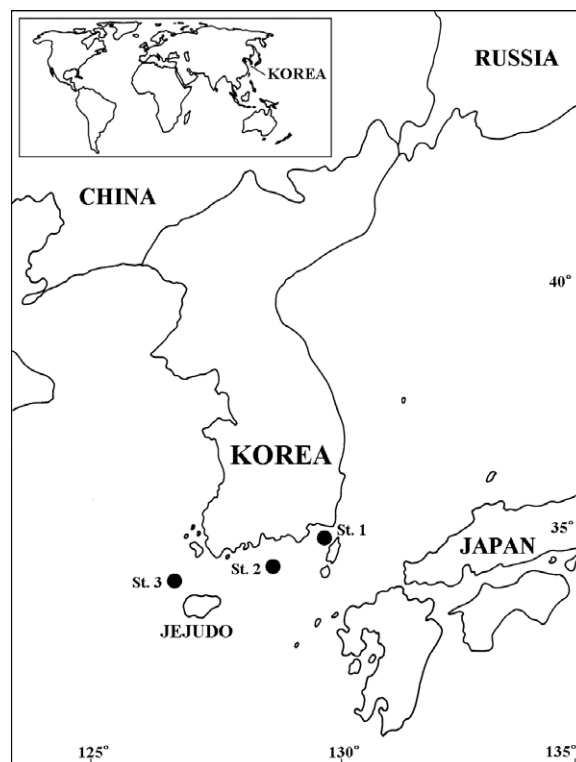 KOREA
RUSSIA
CHINA
40°
KOREA
St. 1
35°
JAPAN
St. 2
St. 3
JEJUDO
125°
130°
135°